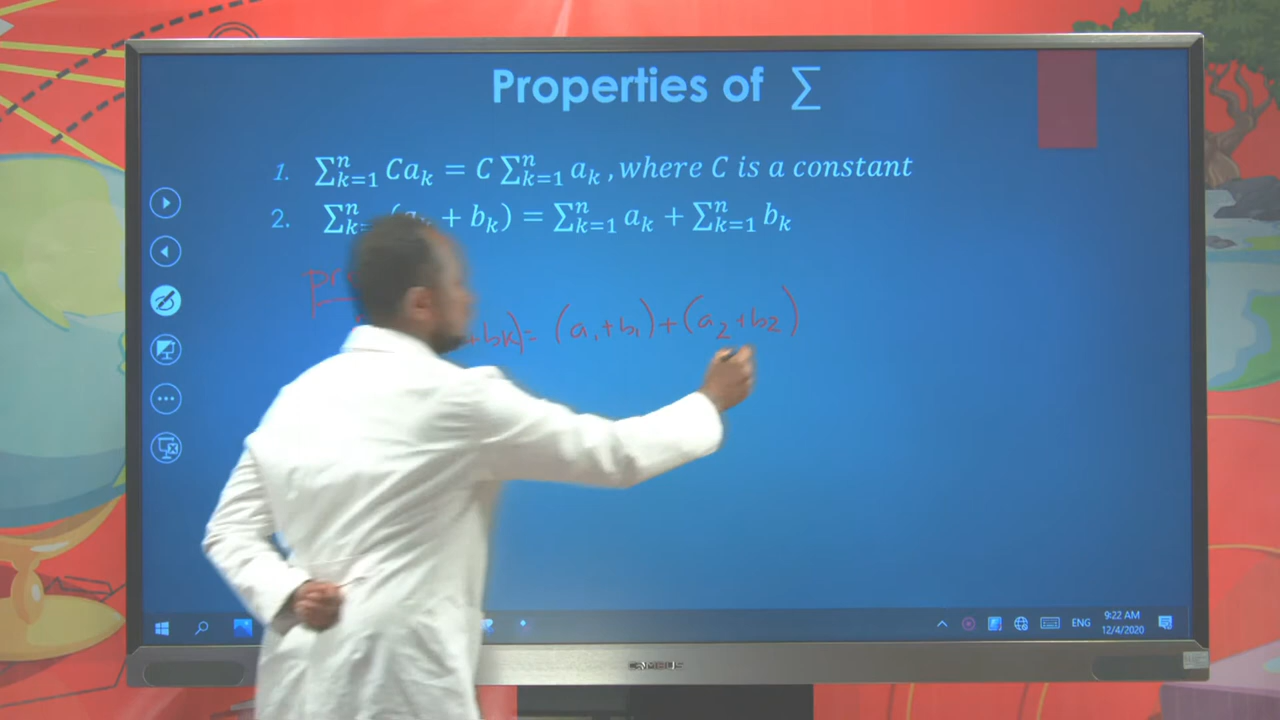 Properties of ∑
1. ∑ⁿₖ₌₁ Caₖ = C ∑ⁿₖ₌₁ aₖ , where C is a constant
2. ∑ⁿₖ₌ + bₖ) = ∑ⁿₖ₌₁ aₖ + ∑ⁿₖ₌₁ bₖ
pr
+bk) = (a₁+b₁)+(a₂+b₂)
ENG
9:22 AM
12/4/2020